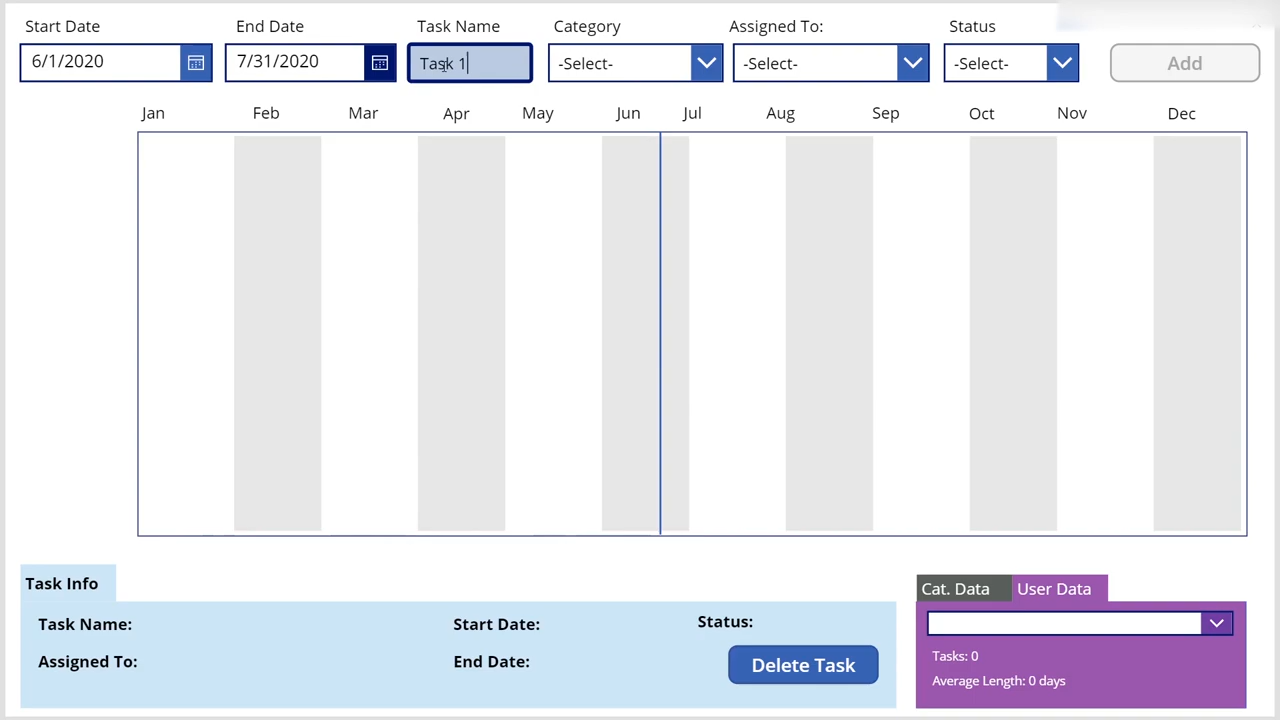 Start Date End Date Task Name Category Assigned To: Status
6/1/2020 7/31/2020 Task 1 -Select- -Select- -Select- Add
Jan Feb Mar Apr May Jun Jul Aug Sep Oct Nov Dec
Task Info
Task Name: Start Date: Status:
Assigned To: End Date: Delete Task
Cat. Data User Data
Tasks: 0
Average Length: 0 days